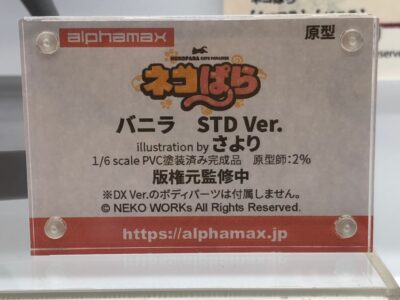 alphamax
原型
NEKOPARA CATS PARADISE
ネコぱら
バニラ STD Ver.
illustration by さより
1/6 scale PVC塗装済み完成品 原型師：2%
版権元監修中
※DX Ver.のボディパーツは付属しません。
© NEKO WORKs All Rights Reserved.
https://alphamax.jp